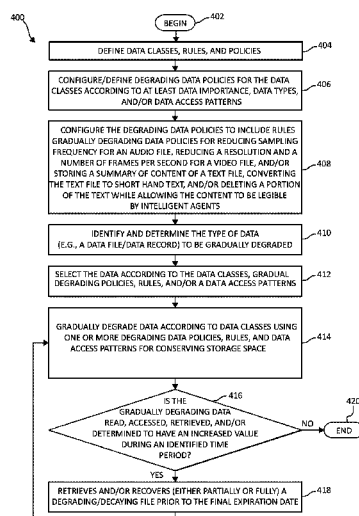 400
BEGIN
402
DEFINE DATA CLASSES, RULES, AND POLICIES
404
CONFIGURE/DEFINE DEGRADING DATA POLICIES FOR THE DATA
CLASSES ACCORDING TO AT LEAST DATA IMPORTANCE, DATA TYPES,
AND/OR DATA ACCESS PATTERNS
406
CONFIGURE THE DEGRADING DATA POLICIES TO INCLUDE RULES
GRADUALLY DEGRADING DATA POLICIES FOR REDUCING SAMPLING
FREQUENCY FOR AN AUDIO FILE, REDUCING A RESOLUTION AND A
NUMBER OF FRAMES PER SECOND FOR A VIDEO FILE, AND/OR
STORING A SUMMARY OF CONTENT OF A TEXT FILE, CONVERTING
THE TEXT FILE TO SHORT HAND TEXT, AND/OR DELETING A PORTION
OF THE TEXT WHILE ALLOWING THE CONTENT TO BE LEGIBLE
BY INTELLIGENT AGENTS
408
IDENTIFY AND DETERMINE THE TYPE OF DATA
(E.G., A DATA FILE/DATA RECORD) TO BE GRADUALLY DEGRADED
410
SELECT THE DATA ACCORDING TO THE DATA CLASSES, GRADUAL
DEGRADING POLICIES, RULES, AND/OR A DATA ACCESS PATTERNS
412
GRADUALLY DEGRADE DATA ACCORDING TO DATA CLASSES USING
ONE OR MORE DEGRADING DATA POLICIES, RULES, AND DATA
ACCESS PATTERNS FOR CONSERVING STORAGE SPACE
414
IS THE
GRADUALLY DEGRADING DATA
READ, ACCESSED, RETRIEVED, AND/OR
DETERMINED TO HAVE AN INCREASED VALUE
DURING AN IDENTIFIED TIME
PERIOD?
416
NO
END
420
YES
RETRIEVES AND/OR RECOVERS (EITHER PARTIALLY OR FULLY) A
DEGRADING/DECAYING FILE PRIOR TO THE FINAL EXPIRATION DATE
418